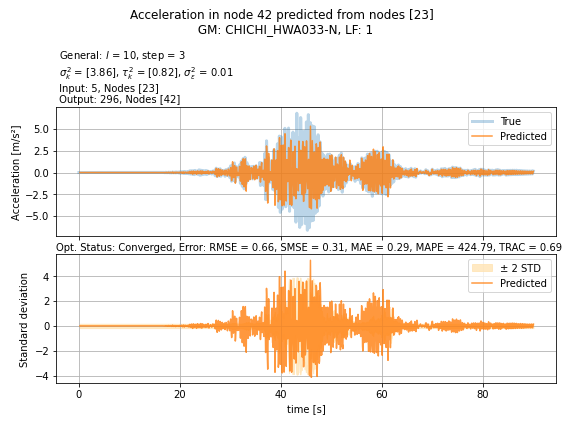 Acceleration in node 42 predicted from nodes [23]
GM: CHICHI_HWA033-N, LF: 1
General: l = 10, step = 3
σ²ₖ = [3.86], τ²ₖ = [0.82], σ²ε = 0.01
Input: 5, Nodes [23]
Output: 296, Nodes [42]
True
Predicted
Acceleration [m/s²]
5.0
2.5
0.0
−2.5
−5.0
Opt. Status: Converged, Error: RMSE = 0.66, SMSE = 0.31, MAE = 0.29, MAPE = 424.79, TRAC = 0.69
± 2 STD
Predicted
Standard deviation
4
2
0
−2
−4
0 20 40 60 80
time [s]